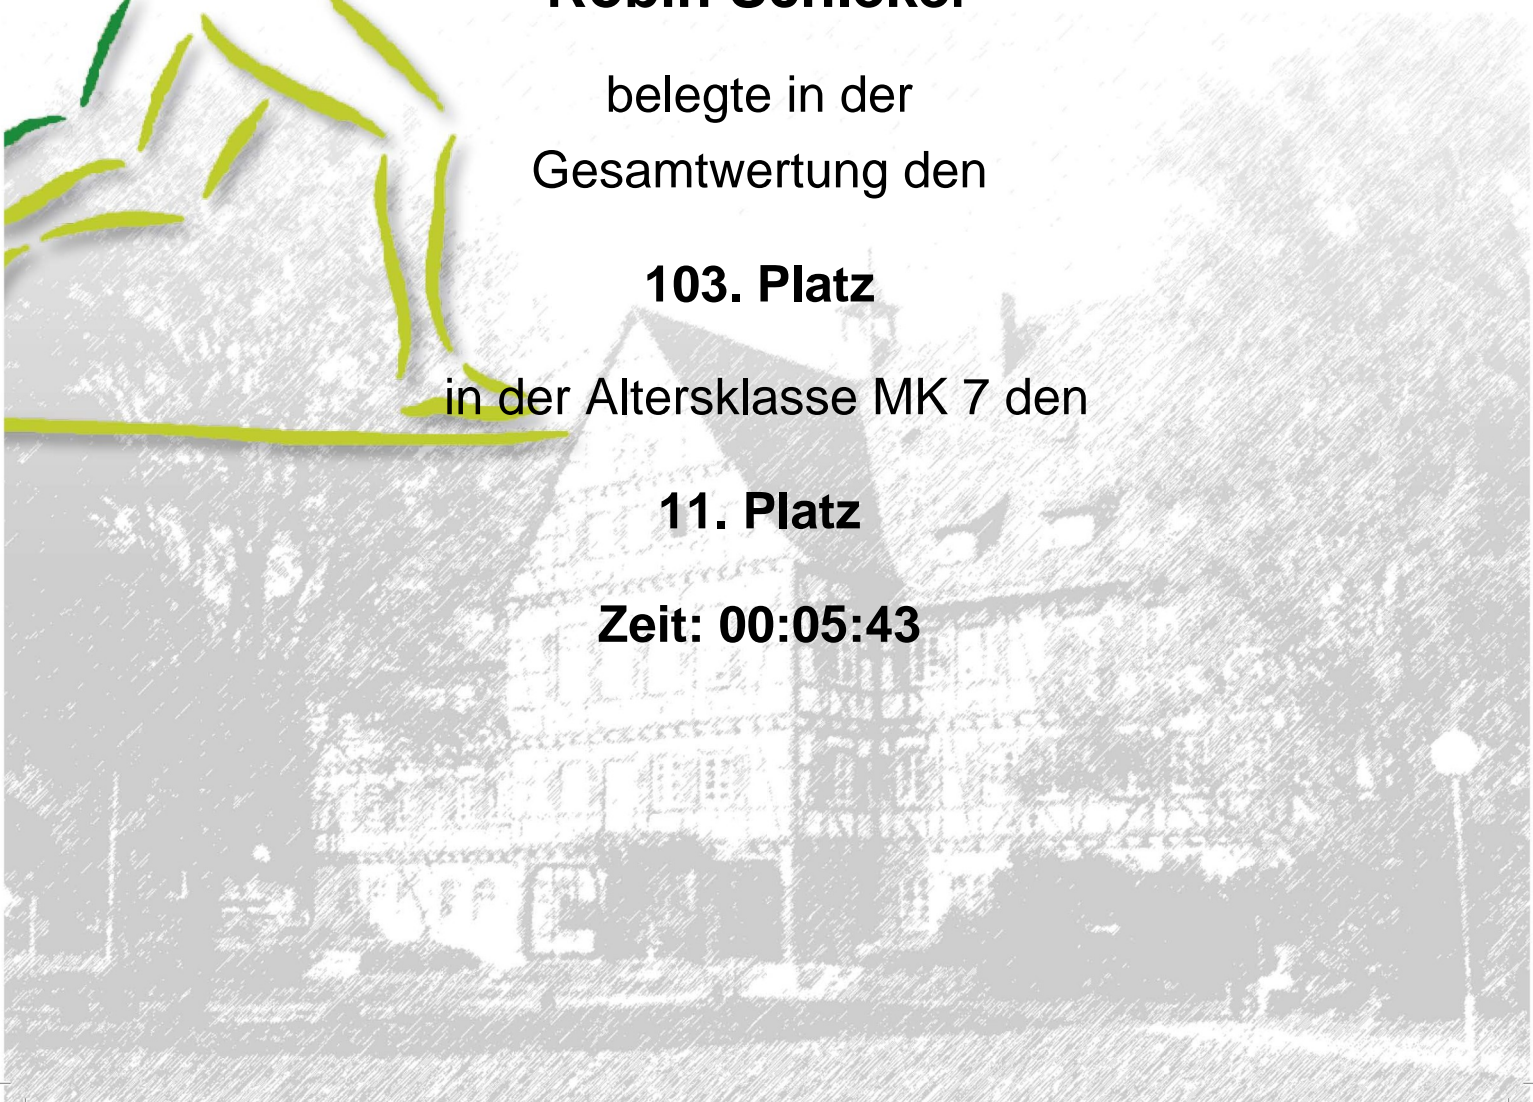 belegte in der
Gesamtwertung den
103. Platz
in der Altersklasse MK 7 den
11. Platz
Zeit: 00:05:43